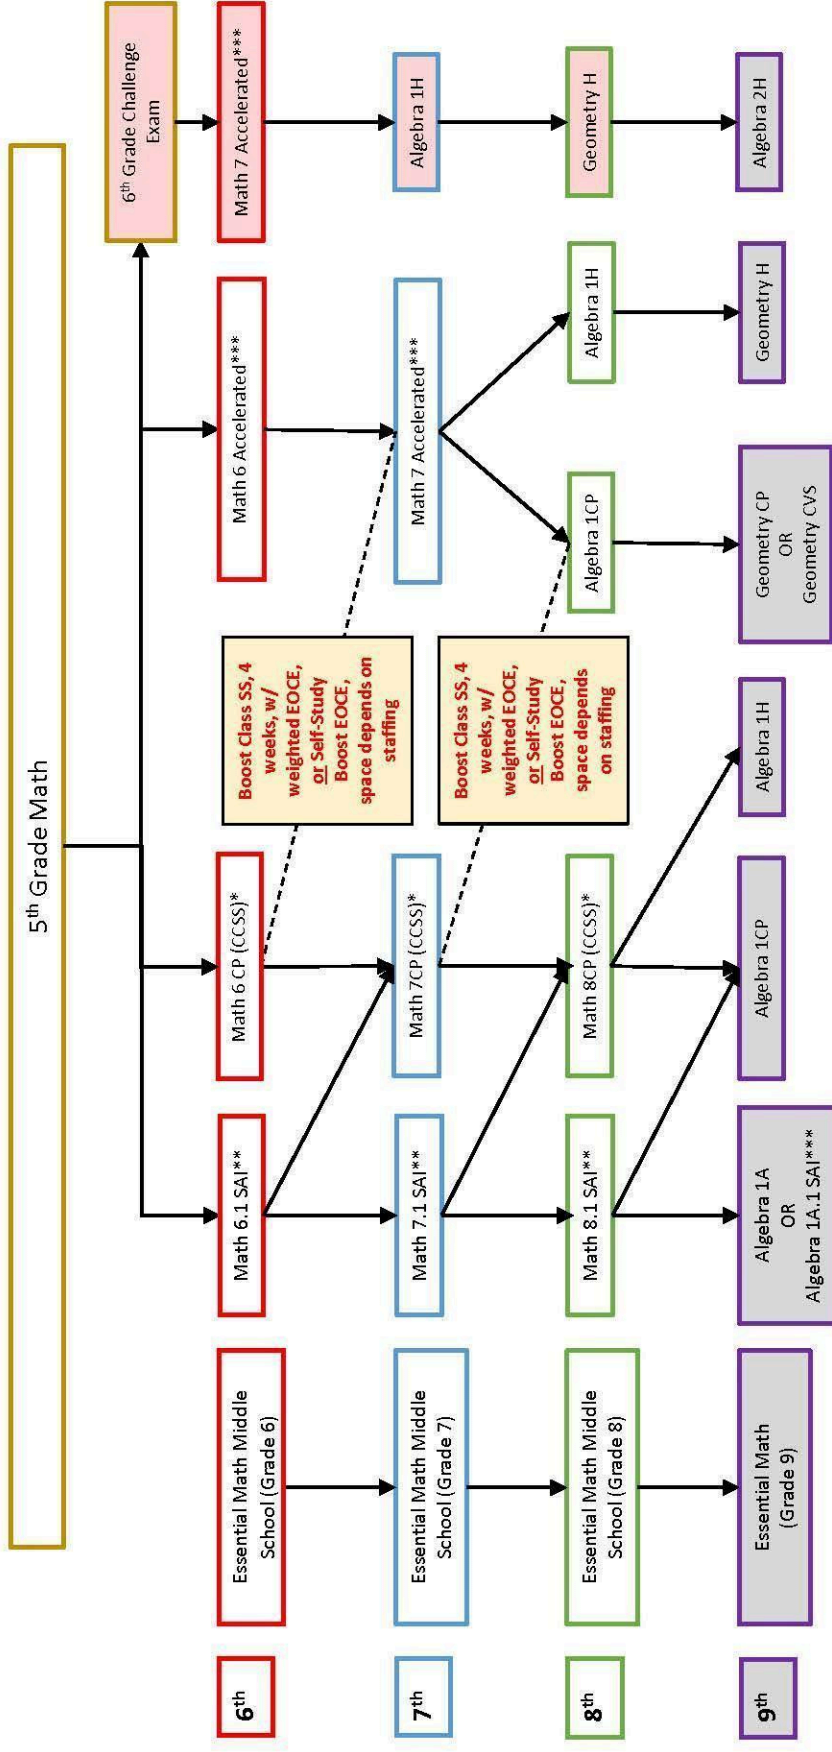 5th Grade Math
6th Grade Challenge
Exam
6th
Essential Math Middle
School (Grade 6)
Math 6.1 SAI**
Math 6 CP (CCSS)*
Math 6 Accelerated***
Math 7 Accelerated***
Boost Class SS, 4
weeks, w/
weighted EOCE,
or Self-Study
Boost EOCE,
space depends on
staffing
7th
Essential Math Middle
School (Grade 7)
Math 7.1 SAI**
Math 7CP (CCSS)*
Math 7 Accelerated***
Algebra 1H
Boost Class SS, 4
weeks, w/
weighted EOCE,
or Self-Study
Boost EOCE,
space depends
on staffing
8th
Essential Math Middle
School (Grade 8)
Math 8.1 SAI**
Math 8CP (CCSS)*
Algebra 1CP
Algebra 1H
Geometry H
9th
Essential Math
(Grade 9)
Algebra 1A
OR
Algebra 1A.1 SAI***
Algebra 1CP
Algebra 1H
Geometry CP
OR
Geometry CVS
Geometry H
Algebra 2H